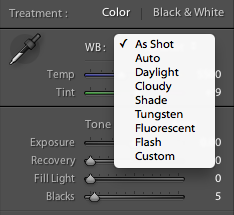 Treatment : Color | Black & White
WB : ✓ As Shot
Auto
Daylight
Cloudy
Shade
Tungsten
Fluorescent
Flash
Custom
Temp
Tint
Tone
Exposure
Recovery 0
Fill Light 0
Blacks 5